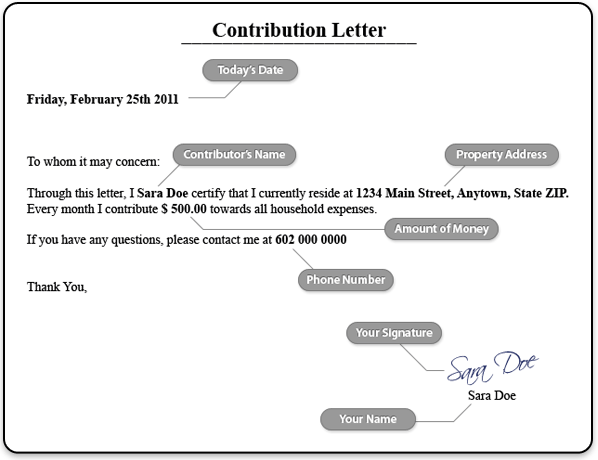 Contribution Letter
Today's Date
Friday, February 25th 2011
To whom it may concern:
Contributor's Name
Property Address
Through this letter, I Sara Doe certify that I currently reside at 1234 Main Street, Anytown, State ZIP.
Every month I contribute $ 500.00 towards all household expenses.
Amount of Money
If you have any questions, please contact me at 602 000 0000
Phone Number
Thank You,
Your Signature
Sara Doe
Sara Doe
Your Name